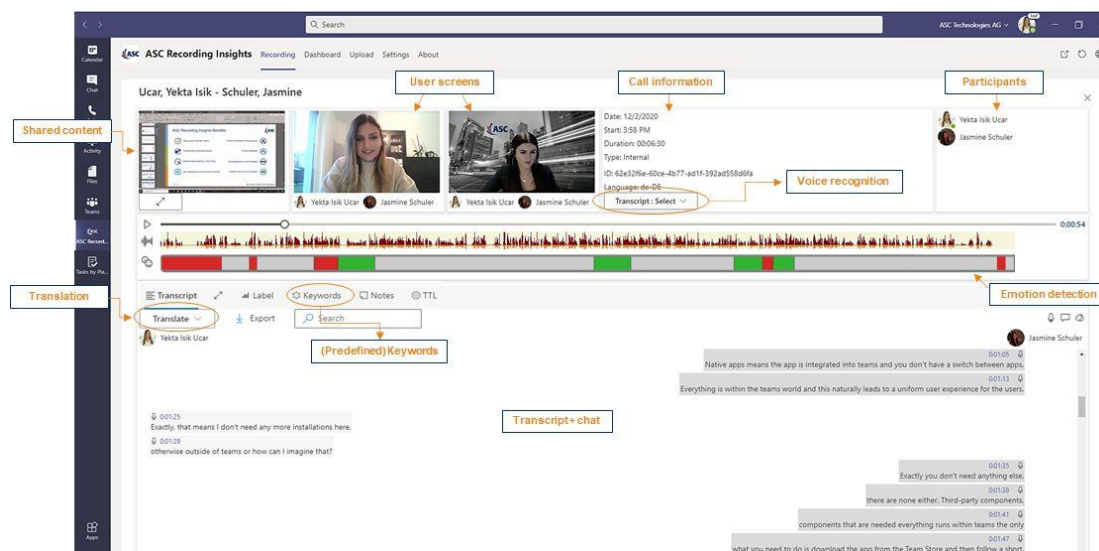 Search
ASC Technologies AG
Calendar
Chat
Activity
Files
Teams
ASC Record...
Tasks by Pla...
Apps
ASC
ASC Recording Insights
Recording
Dashboard
Upload
Settings
About
User screens
Call information
Participants
Ucar, Yekta Isik - Schuler, Jasmine
Shared content
ASC Recording Insights Benefits
ASC
ASC
Yekta Isik Ucar
Jasmine Schuler
Yekta Isik Ucar
Jasmine Schuler
Date: 12/2/2020
Start: 3:58 PM
Duration: 00:06:30
Type: Internal
ID: 62e32f6e-60ce-4b77-ad1f-392ad558d6fa
Language: de-DE
Transcript : Select
Yekta Isik Ucar
Jasmine Schuler
Voice recognition
0:00:54
Translation
Emotion detection
Transcript
Label
Keywords
Notes
TTL
Translate
Export
Search
(Predefined) Keywords
Yekta Isik Ucar
Jasmine Schuler
0:01:05
Native apps means the app is integrated into teams and you don't have a switch between apps.
0:01:13
Everything is within the teams world and this naturally leads to a uniform user experience for the users.
Transcript + chat
0:01:25
Exactly. that means I don't need any more installations here.
0:01:29
otherwise outside of teams or how can I imagine that?
0:01:35
Exactly you don't need anything else.
0:01:38
there are none either. Third-party components.
0:01:41
components that are needed everything runs within teams the only
0:01:47
what you need to do is download the app from the Team Store and then follow a short